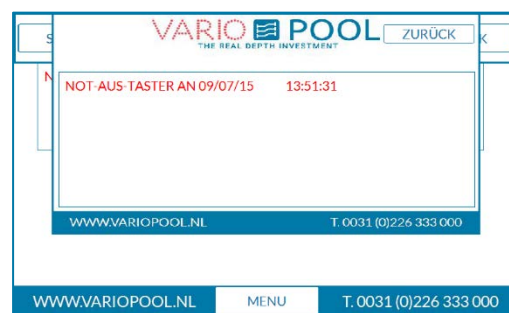 S
VARIO POOL
THE REAL DEPTH INVESTMENT
ZURÜCK
K
N
NOT-AUS-TASTER AN 09/07/15 13:51:31
WWW.VARIOPOOL.NL T. 0031 (0)226 333 000
WWW.VARIOPOOL.NL MENU T. 0031 (0)226 333 000